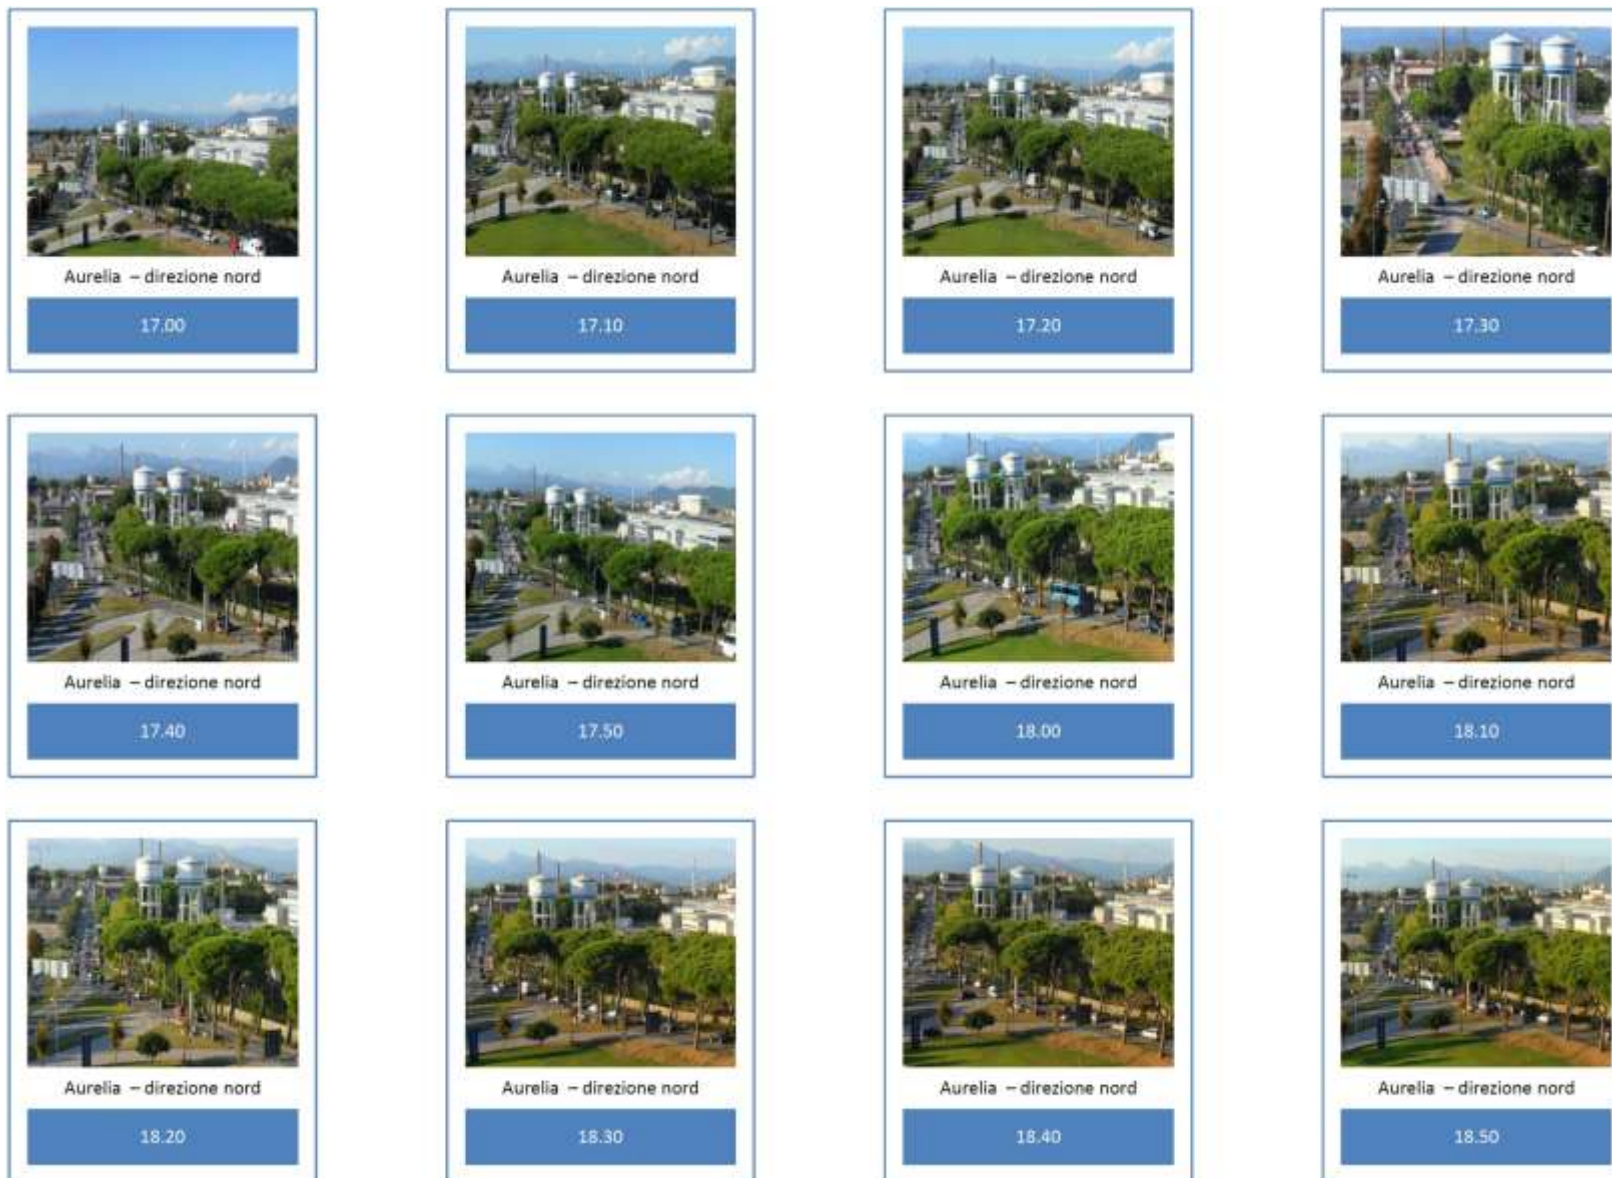 Aurelia – direzione nord
17.00
Aurelia – direzione nord
17.10
Aurelia – direzione nord
17.20
Aurelia – direzione nord
17.30
Aurelia – direzione nord
17.40
Aurelia – direzione nord
17.50
Aurelia – direzione nord
18.00
Aurelia – direzione nord
18.10
Aurelia – direzione nord
18.20
Aurelia – direzione nord
18.30
Aurelia – direzione nord
18.40
Aurelia – direzione nord
18.50